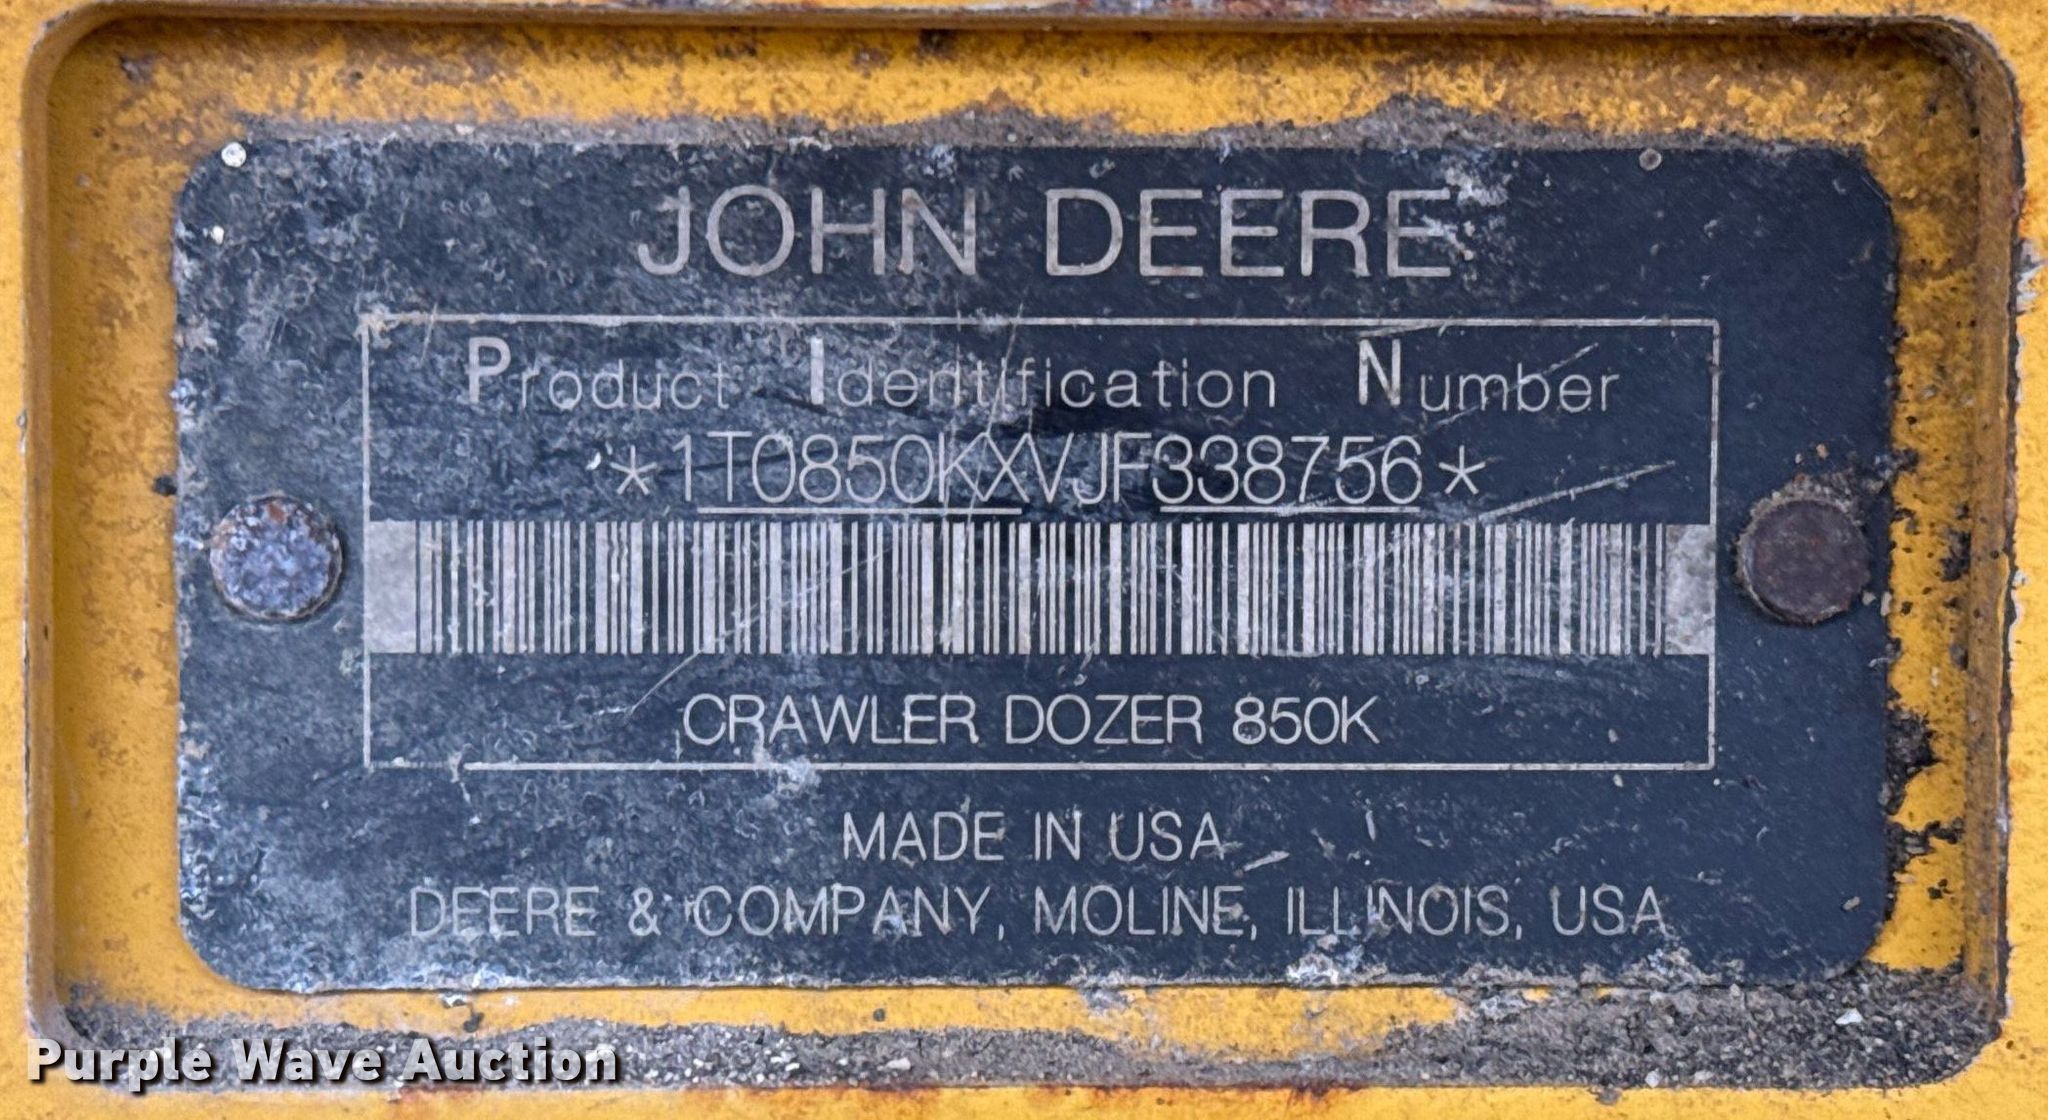 JOHN DEERE
Product Identification Number
*1T0850KXVJF338756*
CRAWLER DOZER 850K
MADE IN USA
DEERE & COMPANY, MOLINE, ILLINOIS, USA
Purple Wave Auction